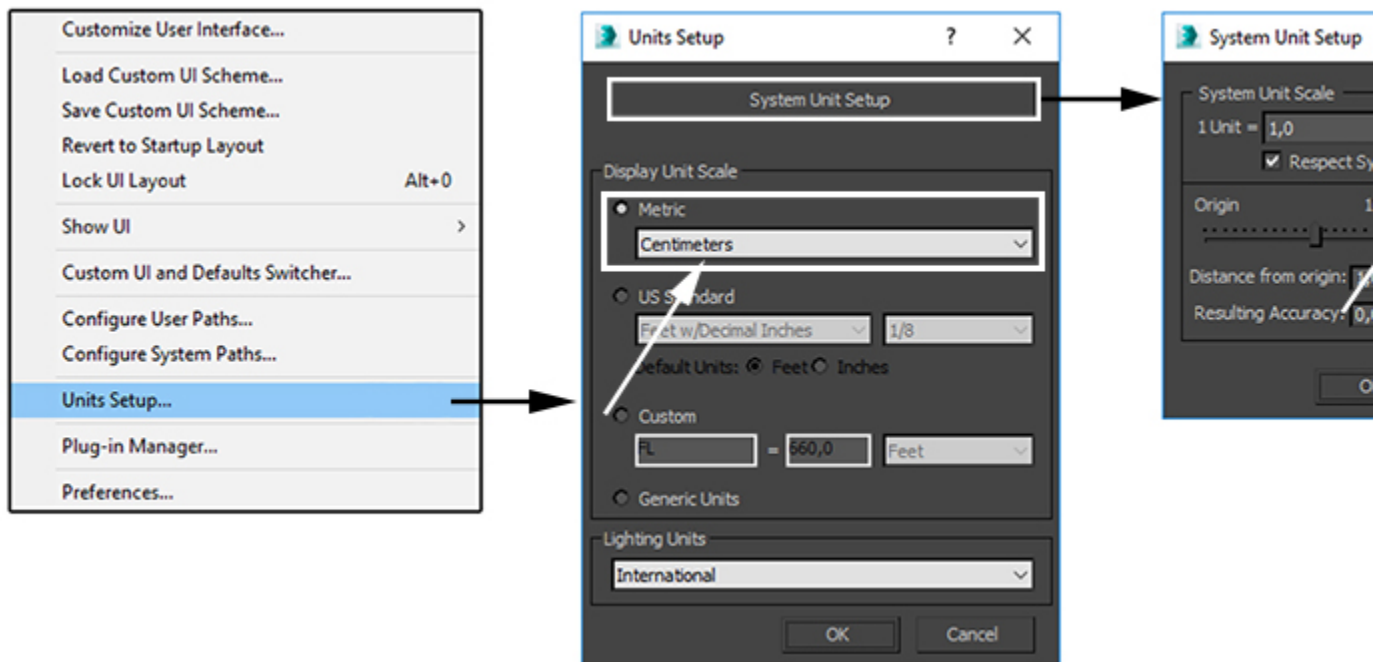 Customize User Interface...
Load Custom UI Scheme...
Save Custom UI Scheme...
Revert to Startup Layout
Lock UI Layout Alt+0
Show UI >
Custom UI and Defaults Switcher...
Configure User Paths...
Configure System Paths...
Units Setup...
Plug-in Manager...
Preferences...
Units Setup ? ×
System Unit Setup
Display Unit Scale
Metric
Centimeters
US Standard
Feet w/Decimal Inches 1/8
Default Units: Feet Inches
Custom
FL = 660,0 Feet
Generic Units
Lighting Units
International
OK Cancel
System Unit Setup
System Unit Scale
1 Unit = 1,0
Respect
Origin
Distance from origin:
Resulting Accuracy: